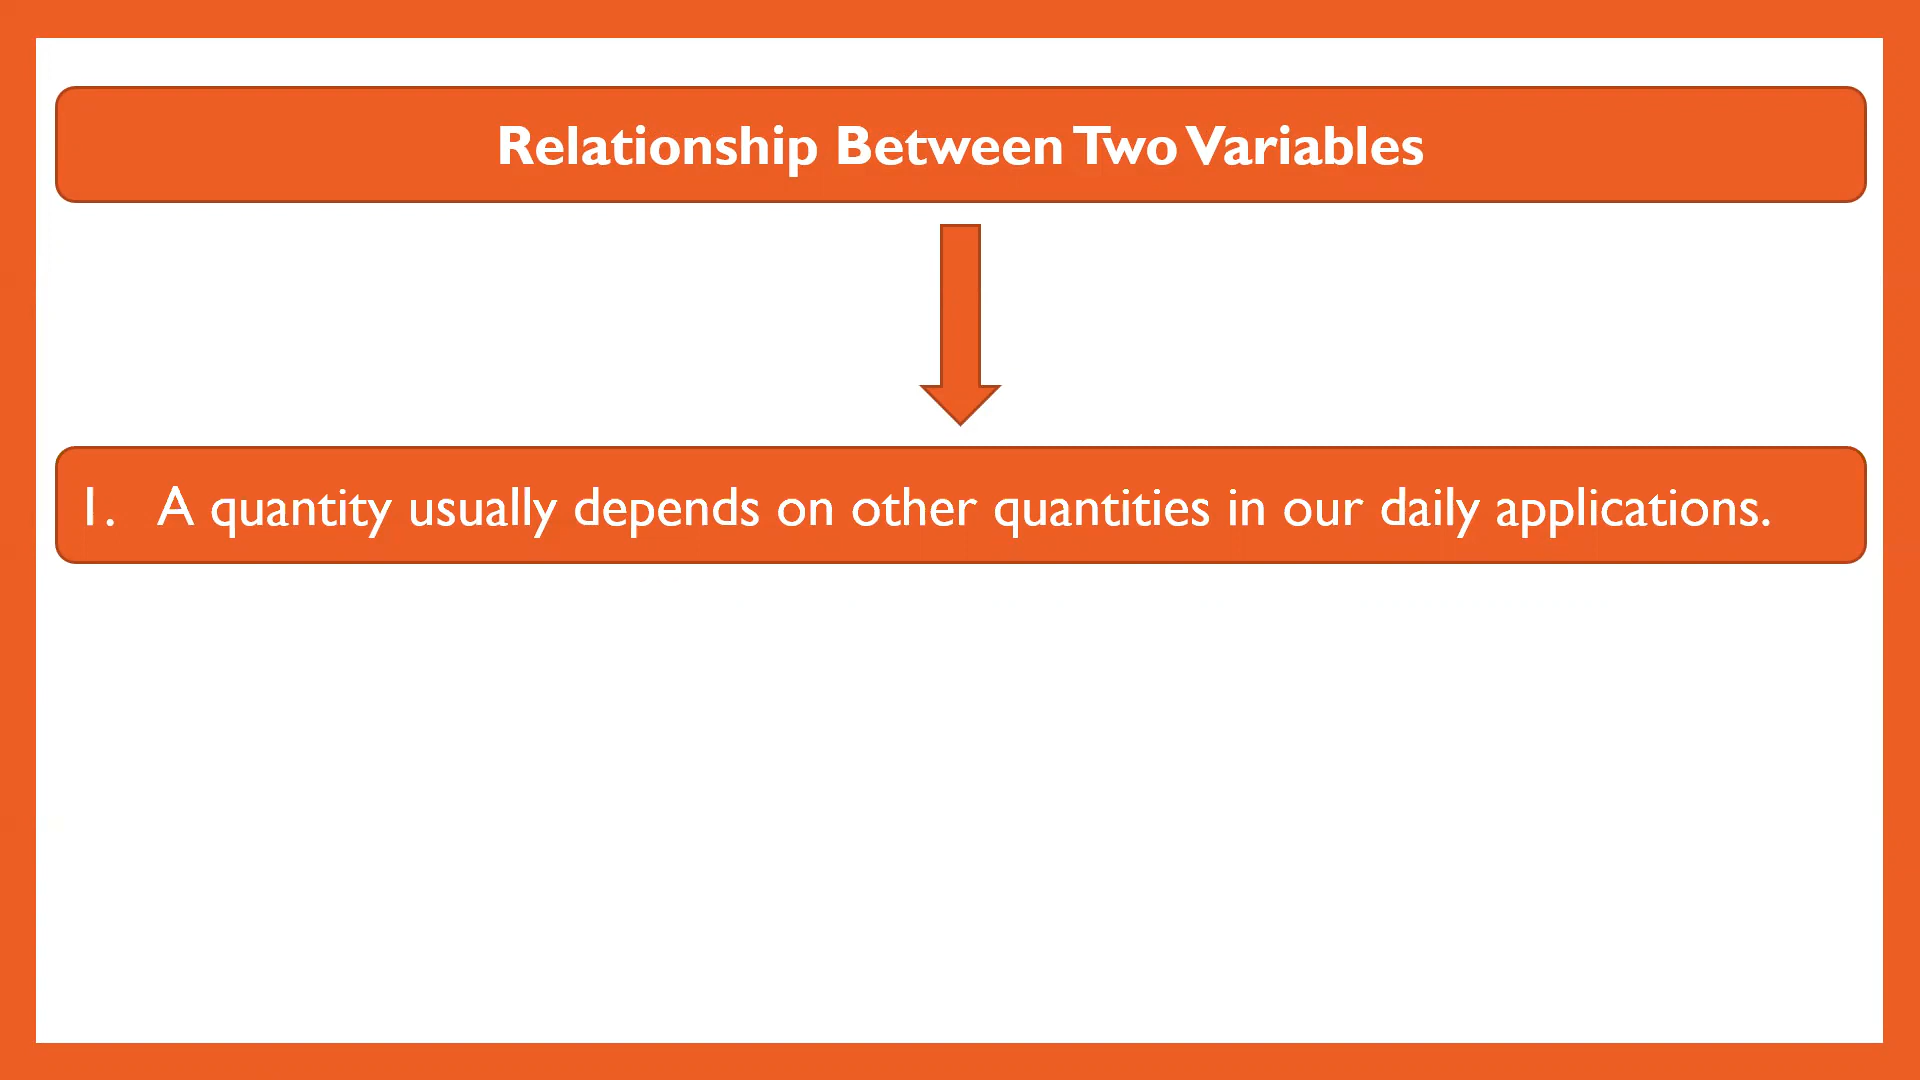 Relationship Between Two Variables
1. A quantity usually depends on other quantities in our daily applications.